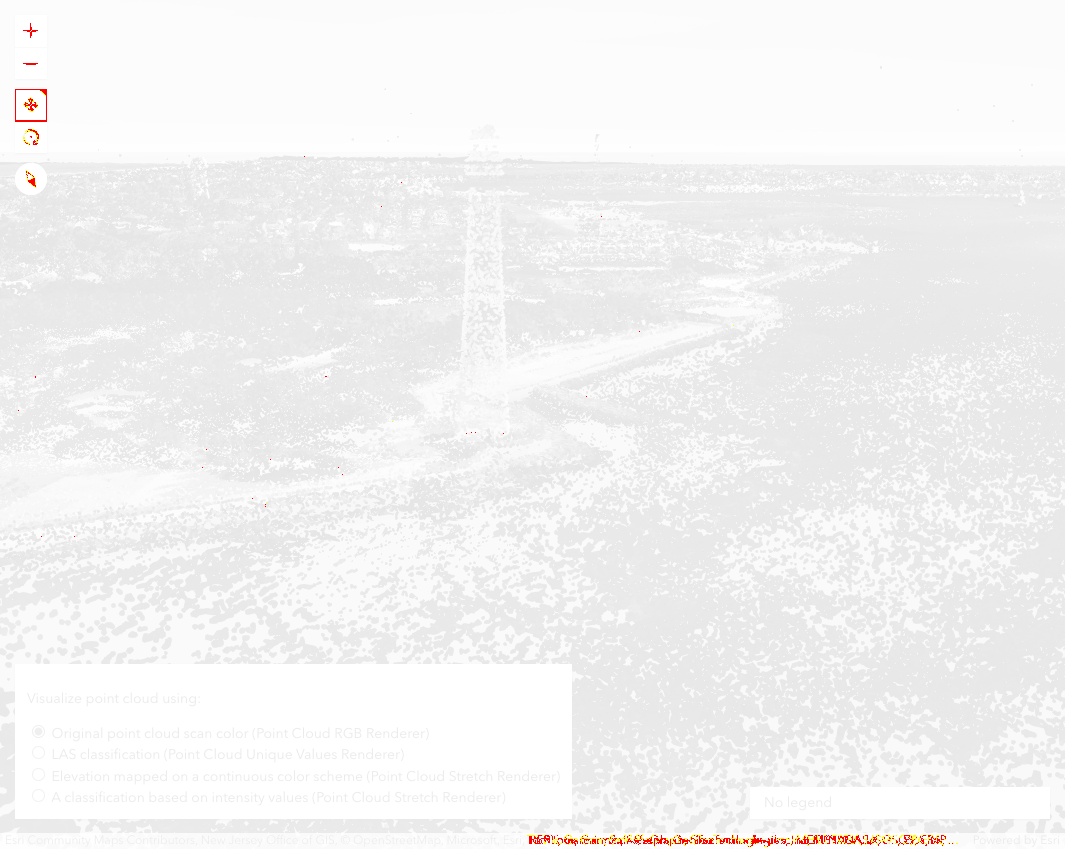 Visualize point cloud using:
Original point cloud scan color (Point Cloud RGB Renderer)
LAS classification (Point Cloud Unique Values Renderer)
Elevation mapped on a continuous color scheme (Point Cloud Stretch Renderer)
A classification based on intensity values (Point Cloud Stretch Renderer)
No legend
Esri Community Maps Contributors, New Jersey Office of GIS, © OpenStreetMap, Microsoft, Esri Powered by Esri